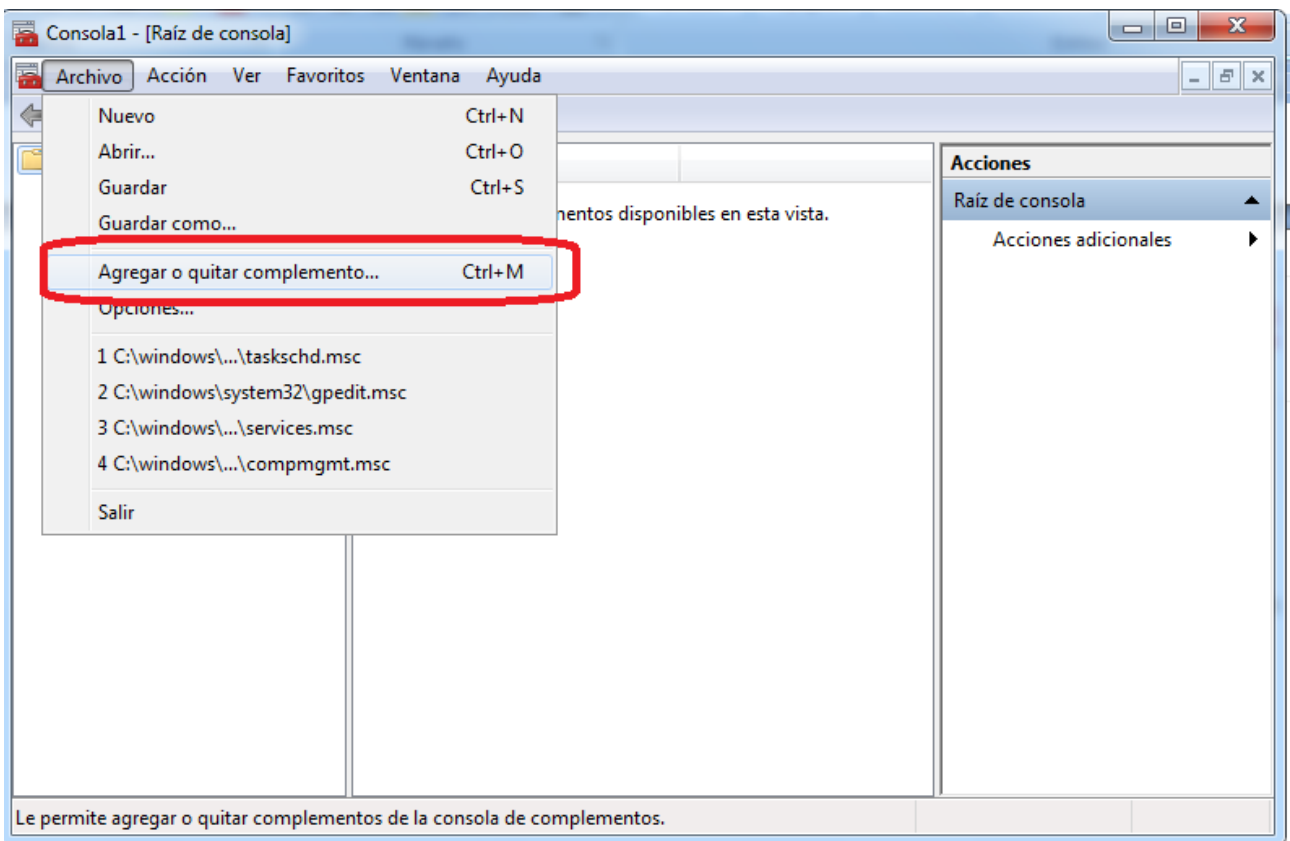 Consola1 - [Raíz de consola]
Archivo Acción Ver Favoritos Ventana Ayuda
Nuevo Ctrl+N
Abrir... Ctrl+O
Guardar Ctrl+S
Guardar como...
Agregar o quitar complemento... Ctrl+M
Opciones...
1 C:\windows\...\taskschd.msc
2 C:\windows\system32\gpedit.msc
3 C:\windows\...\services.msc
4 C:\windows\...\compmgmt.msc
Salir
disponibles en esta vista.
Acciones
Raíz de consola
Acciones adicionales
Le permite agregar o quitar complementos de la consola de complementos.